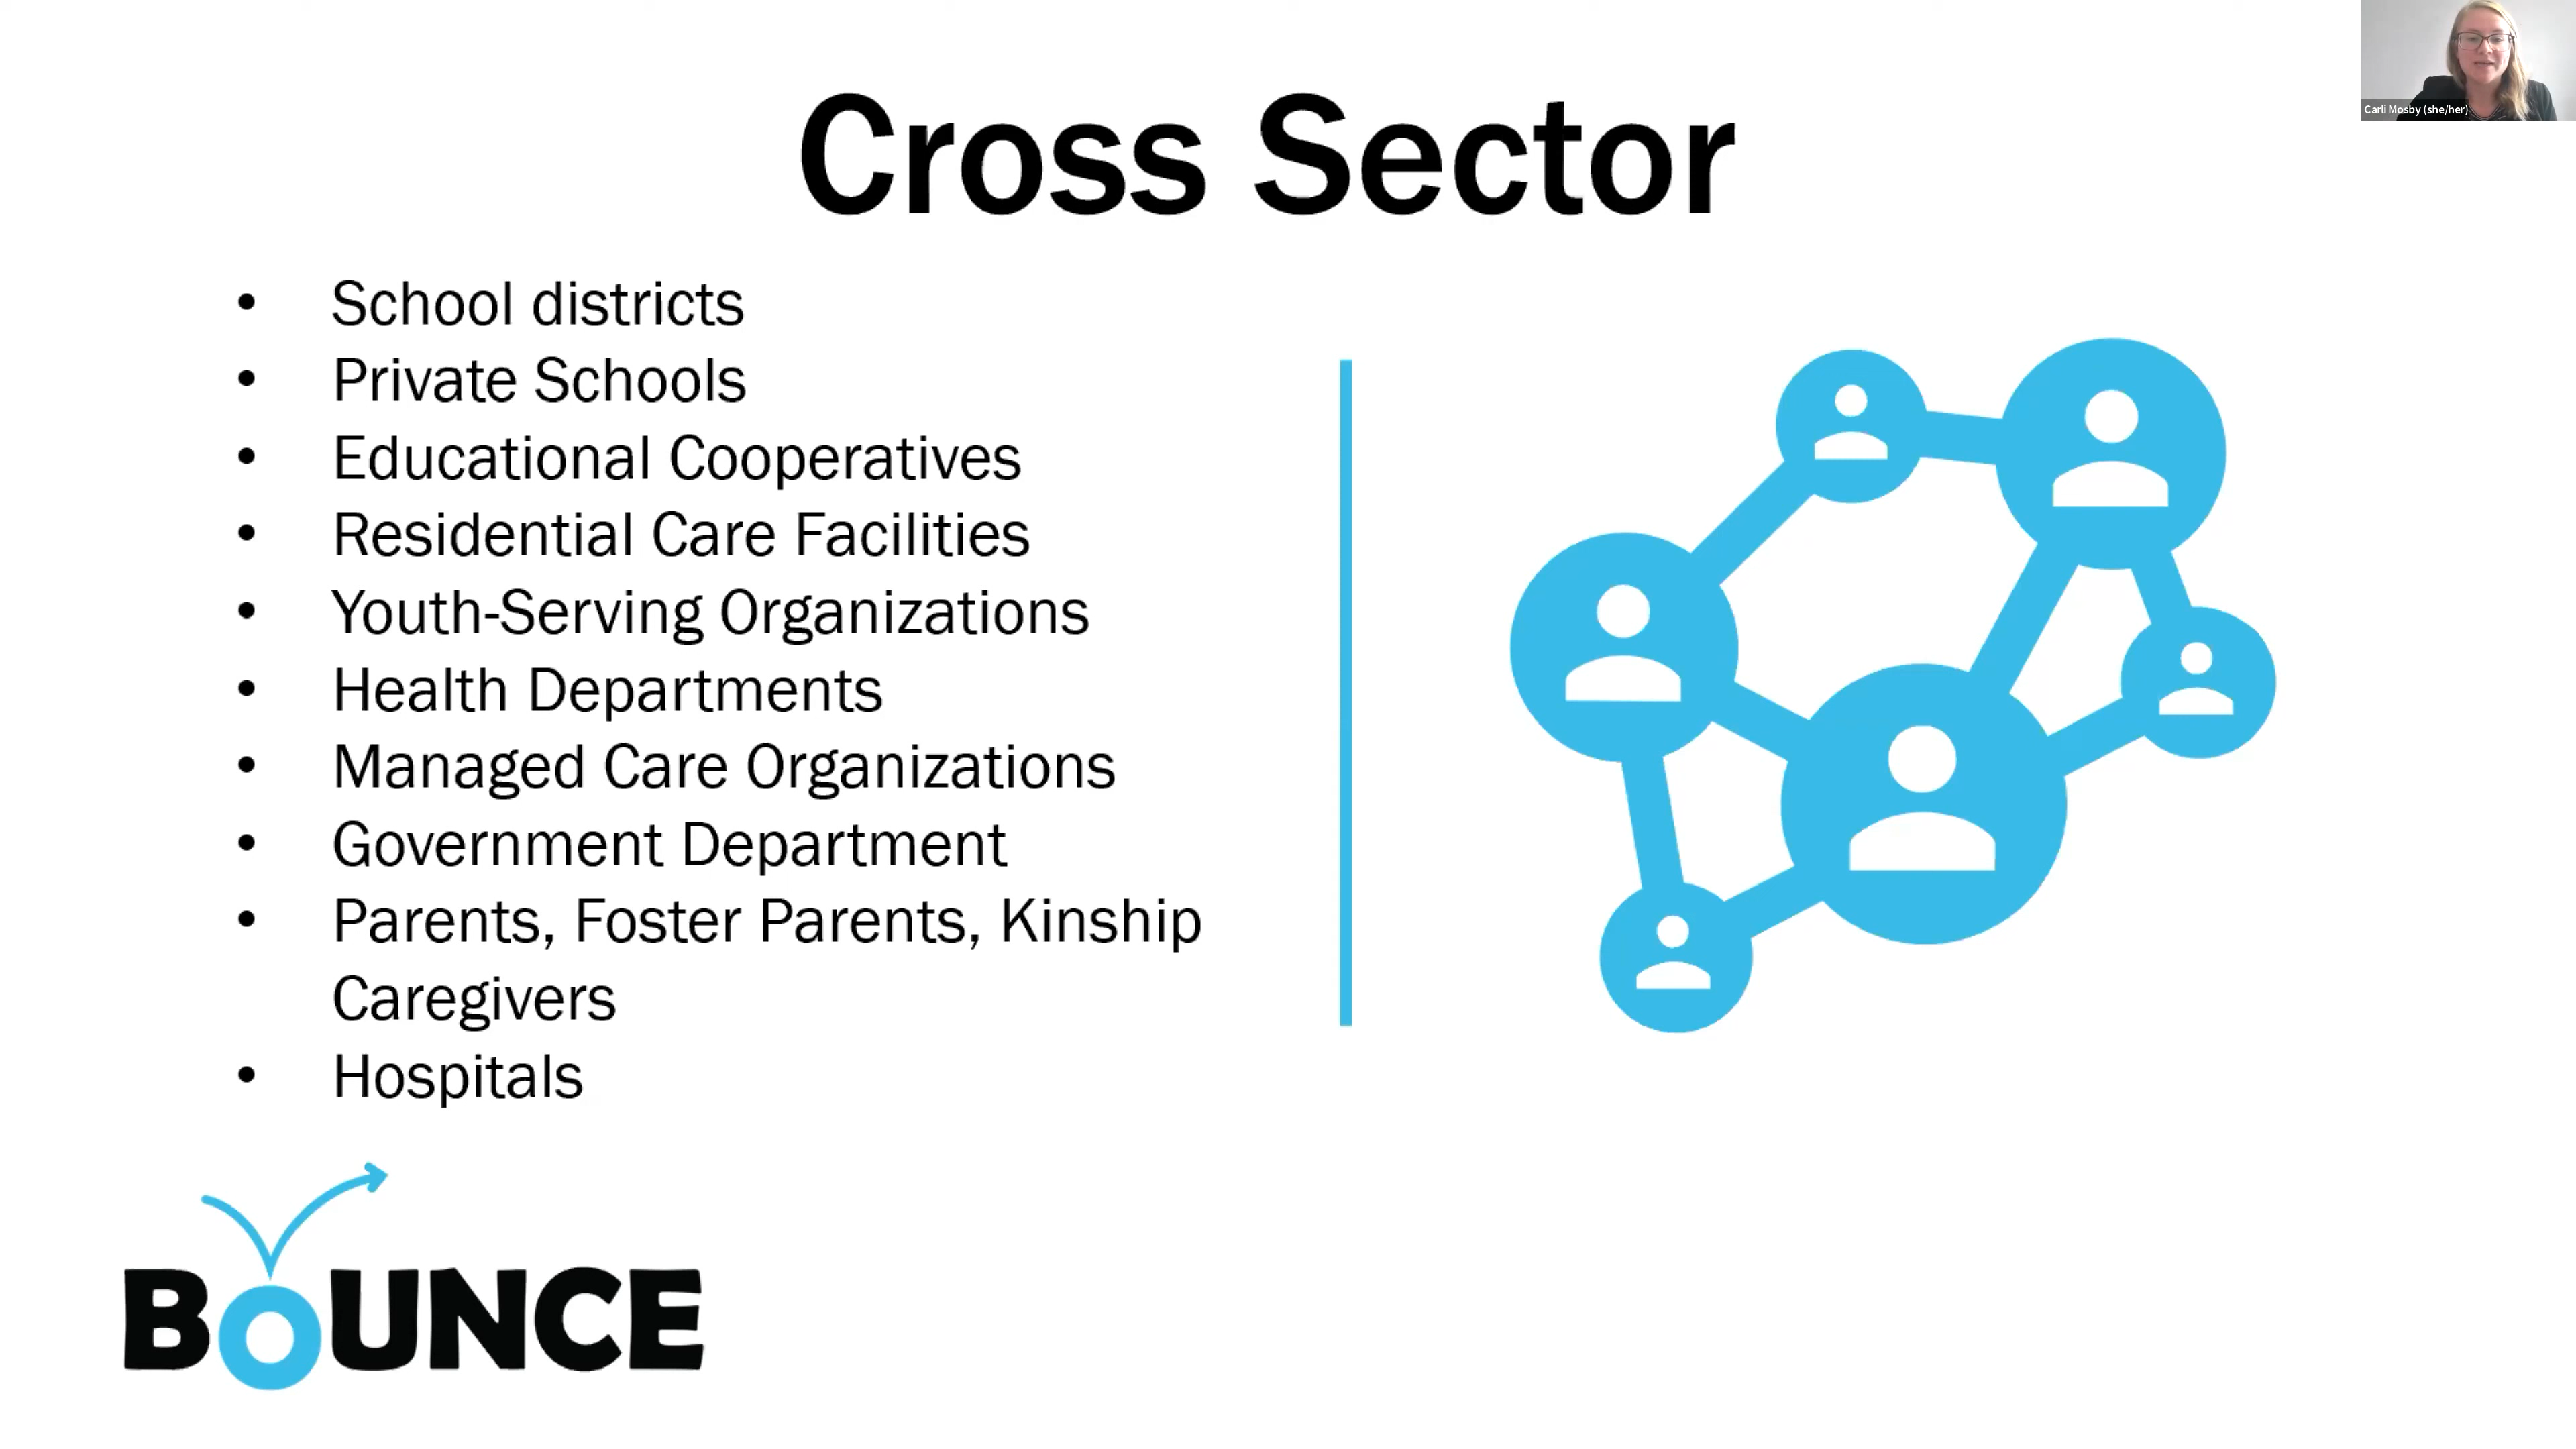 Carli Mosby (she/her)
Cross Sector
• School districts
• Private Schools
• Educational Cooperatives
• Residential Care Facilities
• Youth-Serving Organizations
• Health Departments
• Managed Care Organizations
• Government Department
• Parents, Foster Parents, Kinship
Caregivers
• Hospitals
BOUNCE